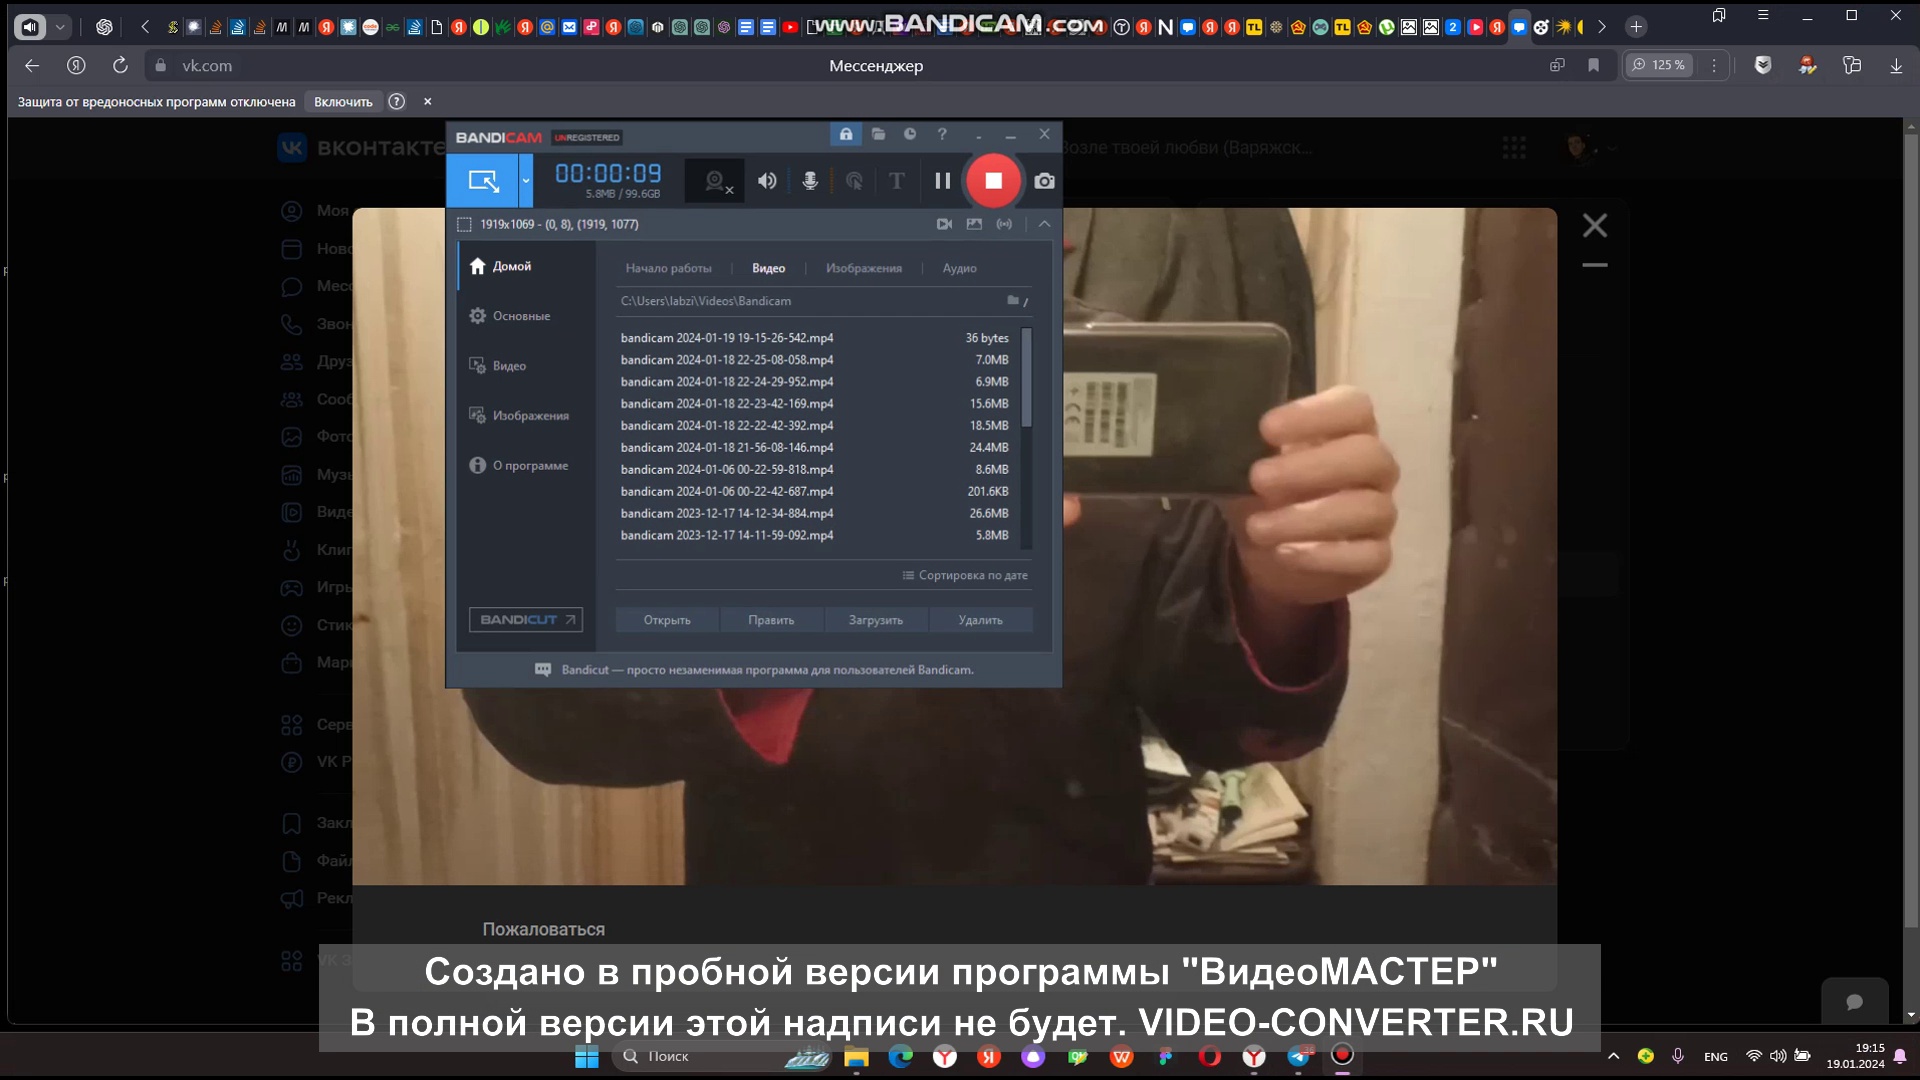 www.BANDICAM.com
vk.com
Мессенджер
125 %
Защита от вредоносных программ отключена
Включить
BANDICAM
UNREGISTERED
вконтакте
Возле твоей любви (Варяжск...
00:00:09
5.8MB / 99.6GB
1919x1069 - (0, 8), (1919, 1077)
Домой
Основные
Видео
Изображения
О программе
BANDICUT
Начало работы
Видео
Изображения
Аудио
C:\Users\labzi\Videos\Bandicam
bandicam 2024-01-19 19-15-26-542.mp4 36 bytes
bandicam 2024-01-18 22-25-08-058.mp4 7.0MB
bandicam 2024-01-18 22-24-29-952.mp4 6.9MB
bandicam 2024-01-18 22-23-42-169.mp4 15.6MB
bandicam 2024-01-18 22-22-42-392.mp4 18.5MB
bandicam 2024-01-18 21-56-08-146.mp4 24.4MB
bandicam 2024-01-06 00-22-59-818.mp4 8.6MB
bandicam 2024-01-06 00-22-42-687.mp4 201.6KB
bandicam 2023-12-17 14-12-34-884.mp4 26.6MB
bandicam 2023-12-17 14-11-59-092.mp4 5.8MB
Сортировка по дате
Открыть
Править
Загрузить
Удалить
Bandicut — просто незаменимая программа для пользователей Bandicam.
Моя
Ново
Месс
Звон
Друз
Сооб
Фото
Музы
Виде
Клип
Игры
Стик
Марк
Серв
VK P
Закл
Файл
Рекл
Пожаловаться
Создано в пробной версии программы "ВидеоМАСТЕР"
В полной версии этой надписи не будет. VIDEO-CONVERTER.RU
Поиск
ENG
19:15
19.01.2024